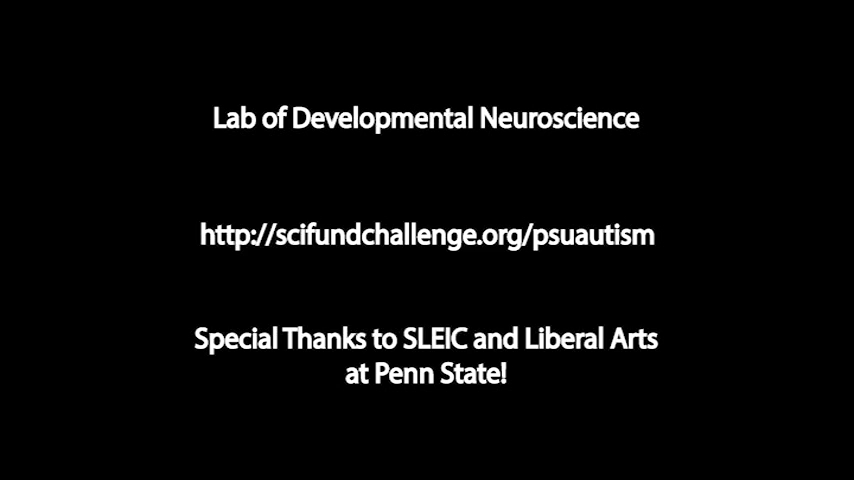 Lab of Developmental Neuroscience
http://scifundchallenge.org/psuautism
Special Thanks to SLEIC and Liberal Arts
at Penn State!